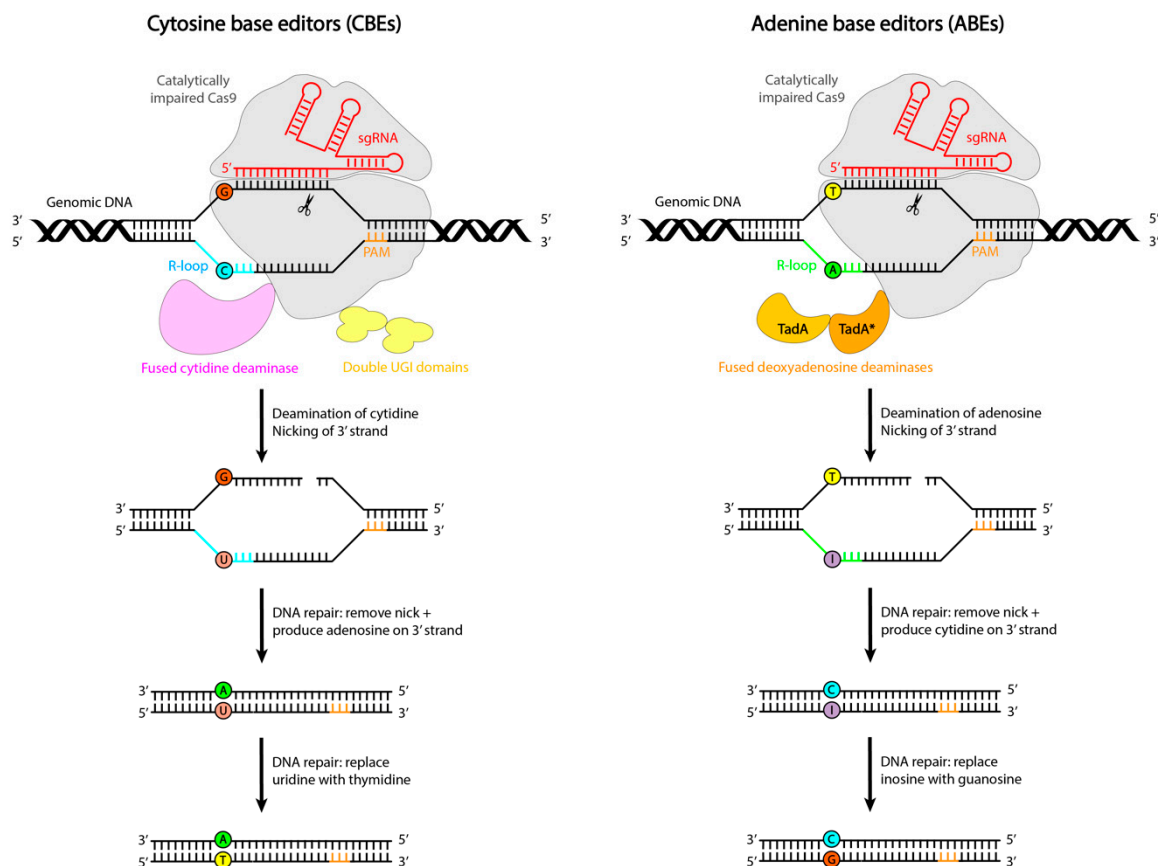 Cytosine base editors (CBEs)
Catalytically
impaired Cas9
sgRNA
5′
G
Genomic DNA
3′
5′
5′
3′
R-loop
C
PAM
Fused cytidine deaminase
Double UGI domains
Deamination of cytidine
Nicking of 3′ strand
G
3′
5′
5′
3′
U
DNA repair: remove nick +
produce adenosine on 3′ strand
3′
A
5′
5′
U
3′
DNA repair: replace
uridine with thymidine
3′
A
5′
5′
T
3′
Adenine base editors (ABEs)
Catalytically
impaired Cas9
sgRNA
5′
T
Genomic DNA
3′
5′
5′
3′
R-loop
A
PAM
TadA
TadA*
Fused deoxyadenosine deaminases
Deamination of adenosine
Nicking of 3′ strand
T
3′
5′
5′
3′
I
DNA repair: remove nick +
produce cytidine on 3′ strand
3′
C
5′
5′
I
3′
DNA repair: replace
inosine with guanosine
3′
C
5′
5′
G
3′